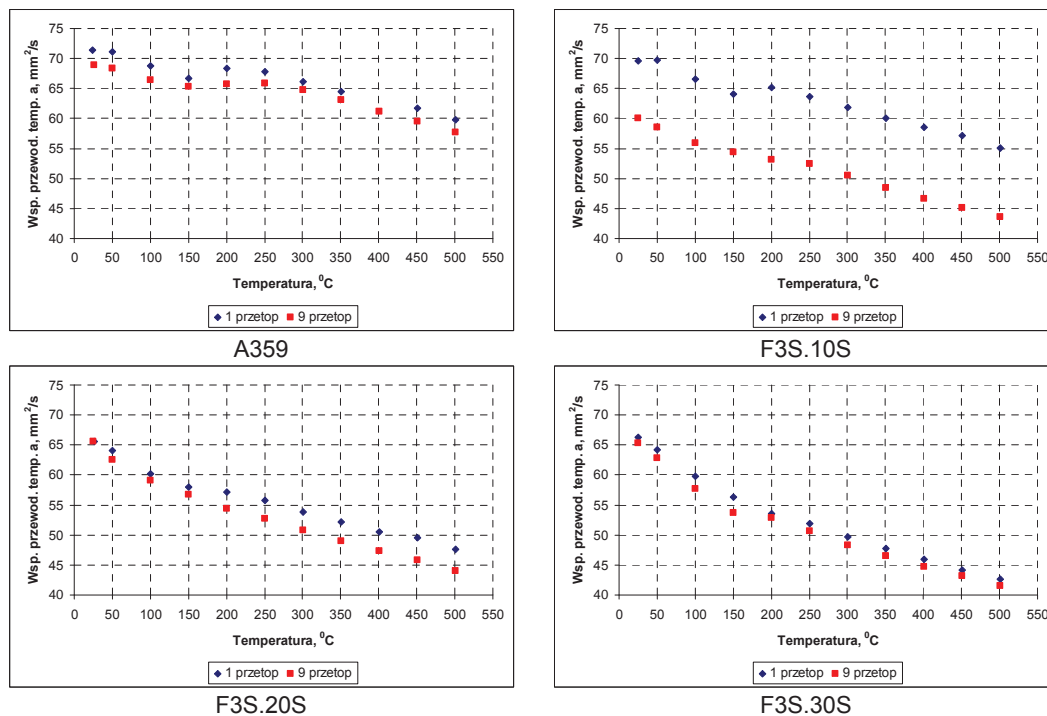 75
70
65
60
55
50
45
40
Wsp. przewod. temp. a, mm²/s
0 50 100 150 200 250 300 350 400 450 500 550
Temperatura, ⁰C
1 przetop 9 przetop
A359
75
70
65
60
55
50
45
40
Wsp. przewod. temp. a, mm²/s
0 50 100 150 200 250 300 350 400 450 500 550
Temperatura, ⁰C
1 przetop 9 przetop
F3S.10S
75
70
65
60
55
50
45
40
Wsp. przewod. temp. a, mm²/s
0 50 100 150 200 250 300 350 400 450 500 550
Temperatura, ⁰C
1 przetop 9 przetop
F3S.20S
75
70
65
60
55
50
45
40
Wsp. przewod. temp. a, mm²/s
0 50 100 150 200 250 300 350 400 450 500 550
Temperatura, ⁰C
1 przetop 9 przetop
F3S.30S